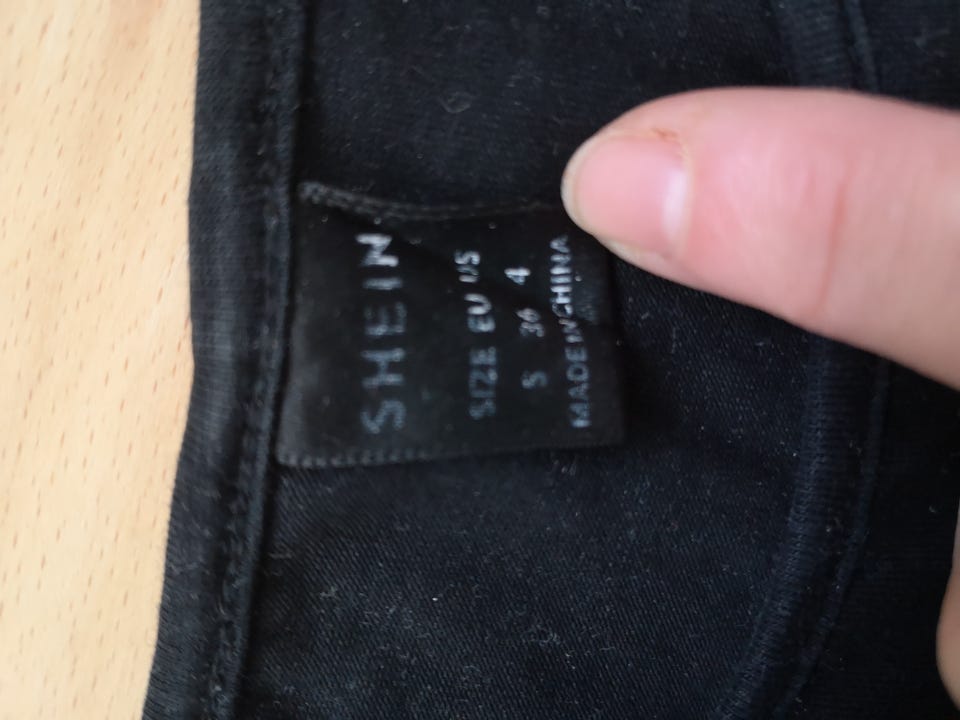 SHEIN
SIZE EU US
S 36 4
MADE IN CHINA